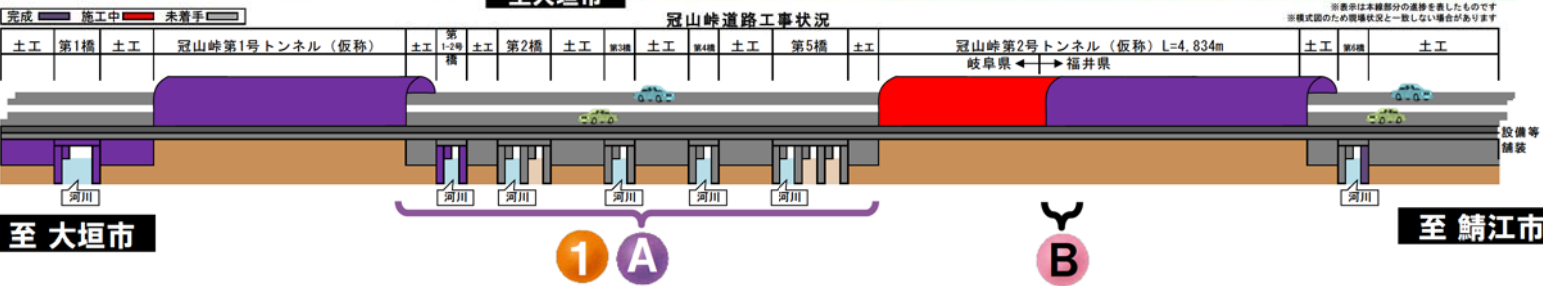 至大垣市
完成 施工中 未着手
冠山峠道路工事状況
※表示は本線部分の進捗を表したものです
※模式図のため現場状況と一致しない場合があります
土工 第1橋 土工 冠山峠第1号トンネル（仮称） 土工 第1-2号橋 土工 第2橋 土工 第3橋 土工 第4橋 土工 第5橋 土工 冠山峠第2号トンネル（仮称）L=4,834m 土工 第6橋 土工
岐阜県 福井県
設備等
舗装
河川 河川 河川 河川 河川 河川 河川
至 大垣市
至 鯖江市
1 A B